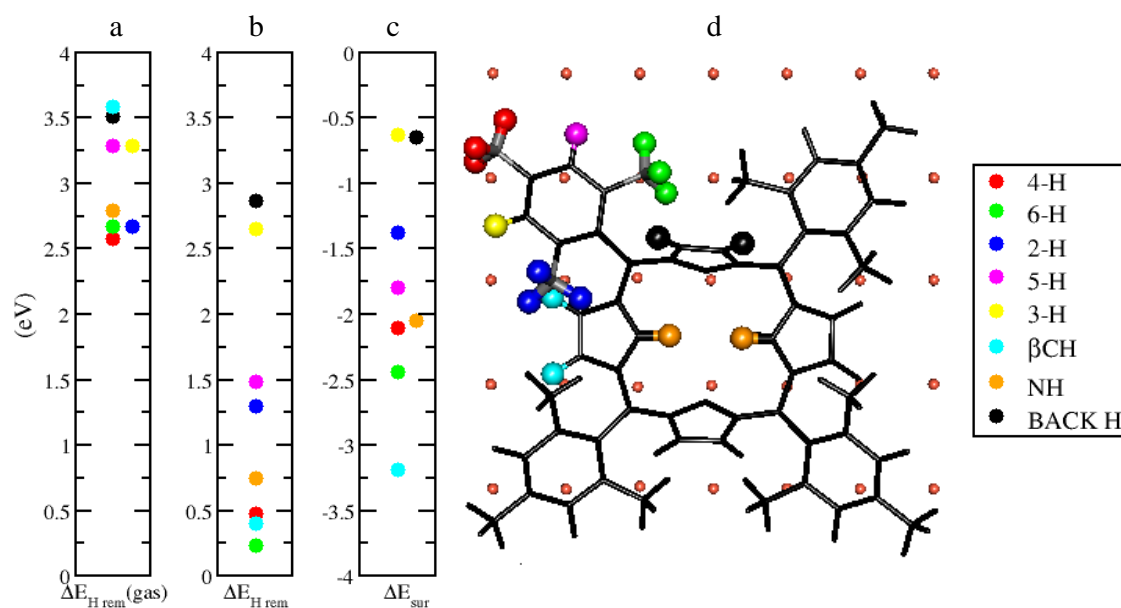 a b c d
4 4 0
3.5 3.5 -0.5
3 3 -1
2.5 2.5 -1.5
2 2 -2
1.5 1.5 -2.5
1 1 -3
0.5 0.5 -3.5
0 0 -4
(eV)
ΔE_H rem(gas) ΔE_H rem ΔE_sur
4-H
6-H
2-H
5-H
3-H
βCH
NH
BACK H